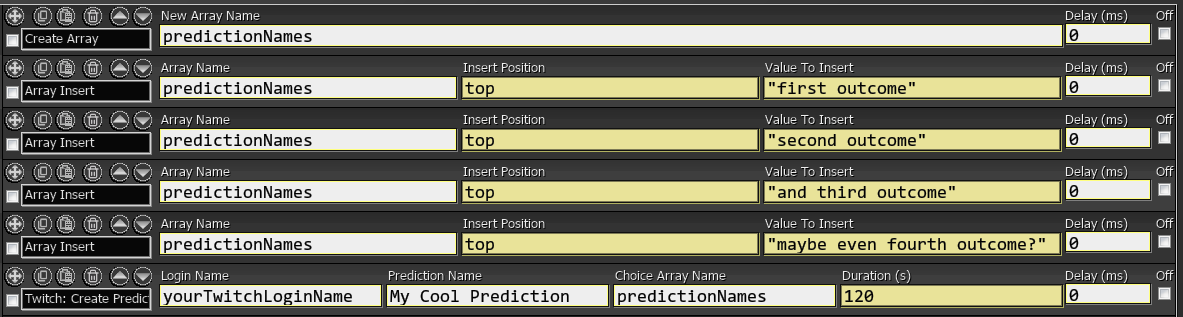 New Array Name Delay (ms) Off
Create Array predictionNames 0
Array Name Insert Position Value To Insert Delay (ms) Off
Array Insert predictionNames top "first outcome" 0
Array Name Insert Position Value To Insert Delay (ms) Off
Array Insert predictionNames top "second outcome" 0
Array Name Insert Position Value To Insert Delay (ms) Off
Array Insert predictionNames top "and third outcome" 0
Array Name Insert Position Value To Insert Delay (ms) Off
Array Insert predictionNames top "maybe even fourth outcome?" 0
Login Name Prediction Name Choice Array Name Duration (s) Delay (ms) Off
Twitch: Create Predict yourTwitchLoginName My Cool Prediction predictionNames 120 0